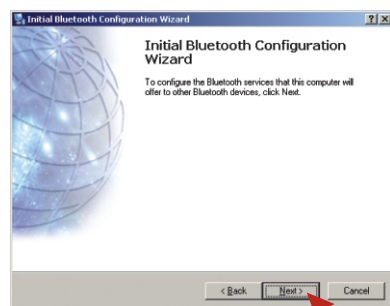 Initial Bluetooth Configuration Wizard
Initial Bluetooth Configuration
Wizard
To configure the Bluetooth services that this computer will
offer to other Bluetooth devices, click Next.
< Back
Next >
Cancel